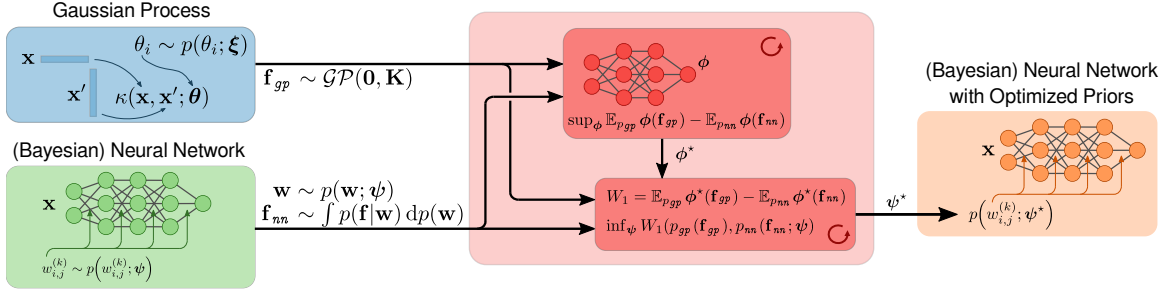 Gaussian Process
θ_i ∼ p(θ_i; ξ)
x
x′
κ(x, x′; θ)
f_gp ∼ GP(0, K)
(Bayesian) Neural Network
x
w_{i,j}^{(k)} ∼ p(w_{i,j}^{(k)}; ψ)
w ∼ p(w; ψ)
f_nn ∼ ∫ p(f|w) dp(w)
ϕ
sup_ϕ 𝔼_{p_gp} ϕ(f_gp) − 𝔼_{p_nn} ϕ(f_nn)
ϕ⋆
W_1 = 𝔼_{p_gp} ϕ⋆(f_gp) − 𝔼_{p_nn} ϕ⋆(f_nn)
inf_ψ W_1(p_gp(f_gp), p_nn(f_nn; ψ)
ψ⋆
(Bayesian) Neural Network
with Optimized Priors
x
p(w_{i,j}^{(k)}; ψ⋆)